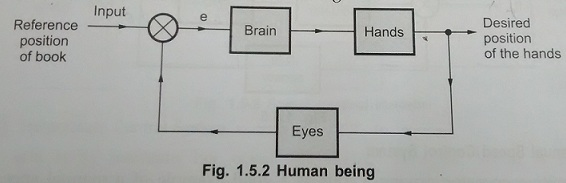 Input
Reference
position
of book
e
Brain
Hands
Desired
position
of the hands
Eyes
Fig. 1.5.2 Human being